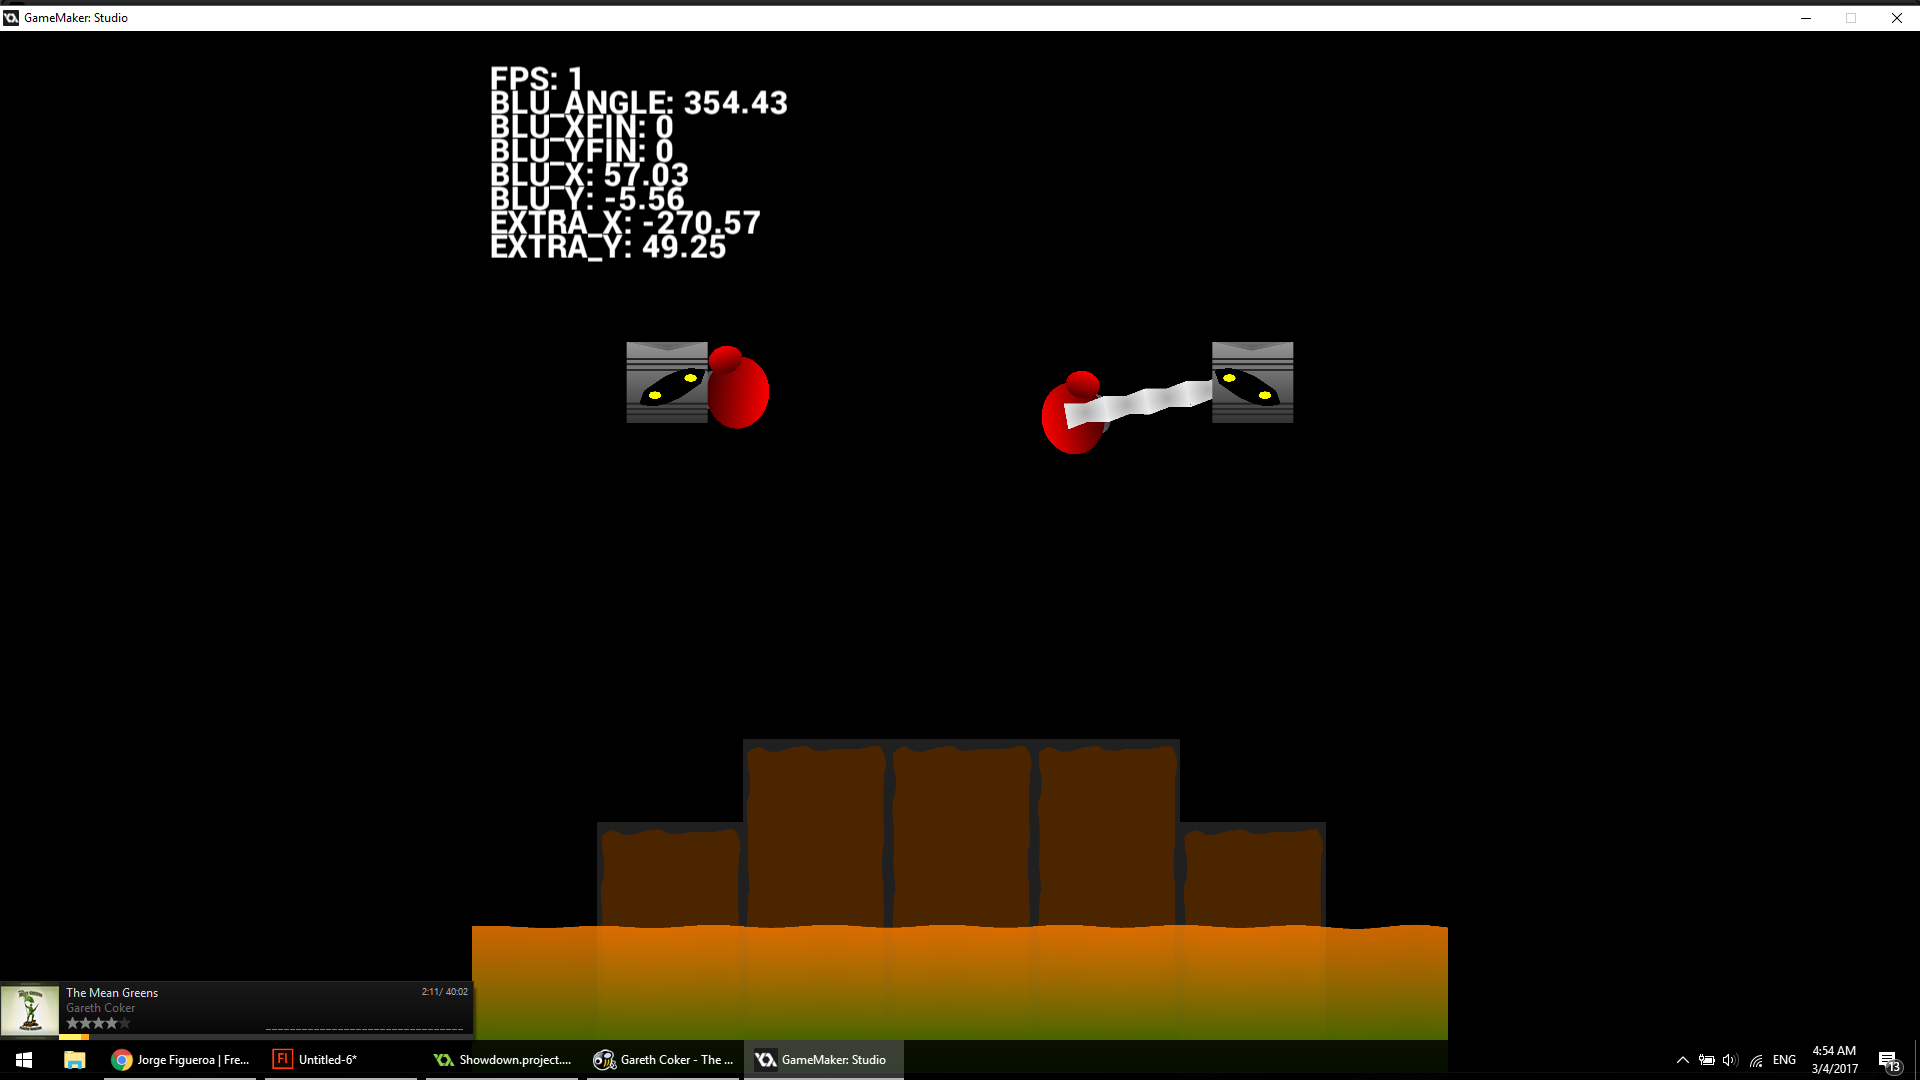 GameMaker: Studio
FPS: 1
BLU_ANGLE: 354.43
BLU_XFIN: 0
BLU_YFIN: 0
BLU_X: 57.03
BLU_Y: -5.56
EXTRA_X: -270.57
EXTRA_Y: 49.25
The Mean Greens
2:11/ 40:02
Gareth Coker
Jorge Figueroa | Fre...
Untitled-6*
Showdown.project....
Gareth Coker - The ...
GameMaker: Studio
ENG
4:54 AM
3/4/2017
13